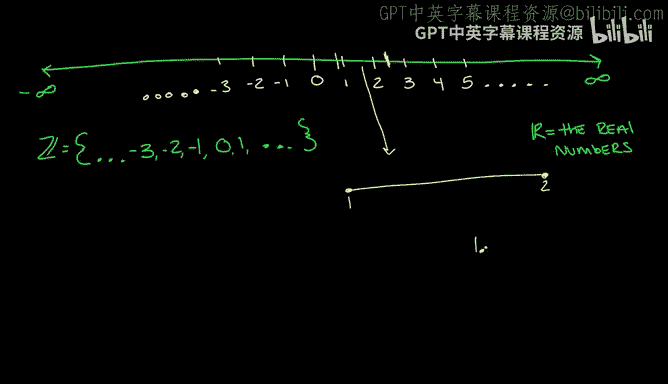 GPT中英字幕课程资源@bilibili
GPT中英字幕课程资源 bilibili
-∞ -3 -2 -1 0 1 2 3 4 5 ..... ∞
ℤ={...-3,-2,-1,0,1,...}
ℝ=THE REAL
NUMBERS
1 2
1.